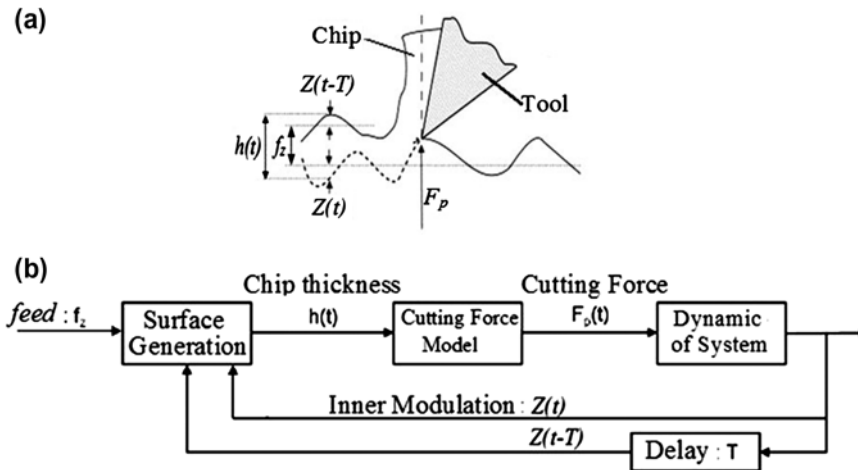 (a)
Chip
Z(t-T)
Tool
h(t)
fz
Z(t)
Fp
(b)
Chip thickness
Cutting Force
feed : fz
Surface Generation
h(t)
Cutting Force Model
Fp(t)
Dynamic of System
Inner Modulation : Z(t)
Z(t-T)
Delay : T